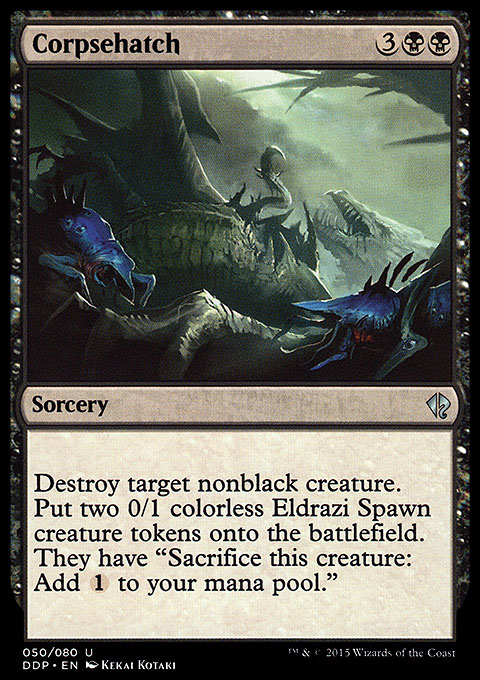 Corpsehatch 3
Sorcery
Destroy target nonblack creature.
Put two 0/1 colorless Eldrazi Spawn
creature tokens onto the battlefield.
They have “Sacrifice this creature:
Add 1 to your mana pool.”
050/080 U
DDP • EN Kekai Kotaki
™ & © 2015 Wizards of the Coast